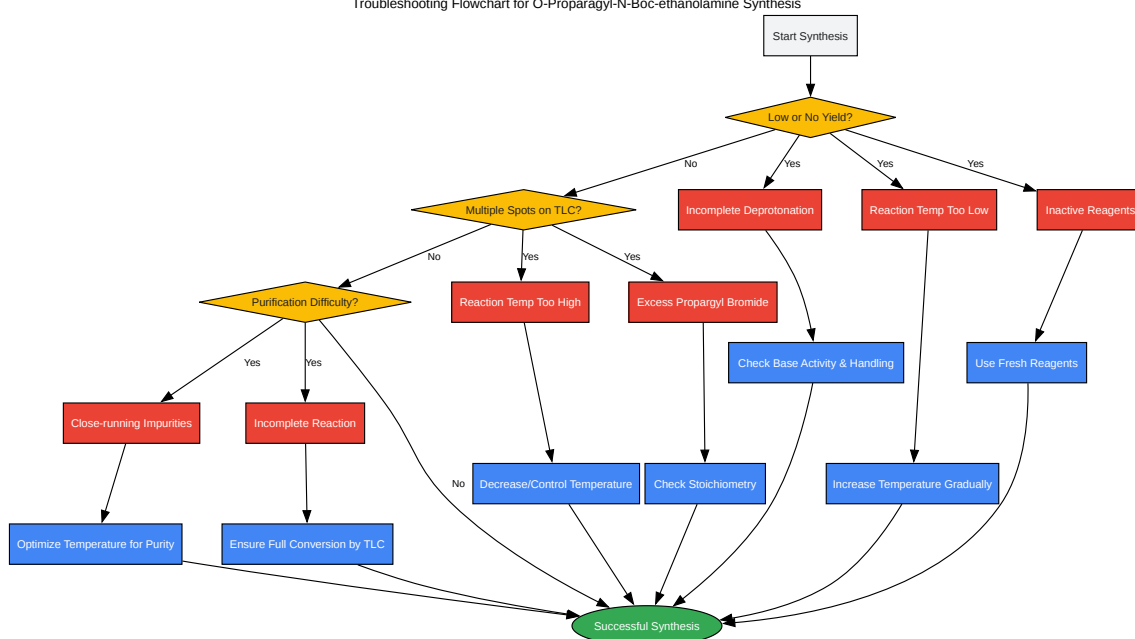 Troubleshooting Flowchart for O-Proparagyl-N-Boc-ethanolamine Synthesis
Start Synthesis
Low or No Yield?
No
Yes
Yes
Yes
Multiple Spots on TLC?
Incomplete Deprotonation
Reaction Temp Too Low
Inactive Reagents
No
Yes
Yes
Purification Difficulty?
Reaction Temp Too High
Excess Propargyl Bromide
Yes
Yes
Check Base Activity & Handling
Use Fresh Reagents
Close-running Impurities
Incomplete Reaction
No
Decrease/Control Temperature
Check Stoichiometry
Increase Temperature Gradually
Optimize Temperature for Purity
Ensure Full Conversion by TLC
Successful Synthesis